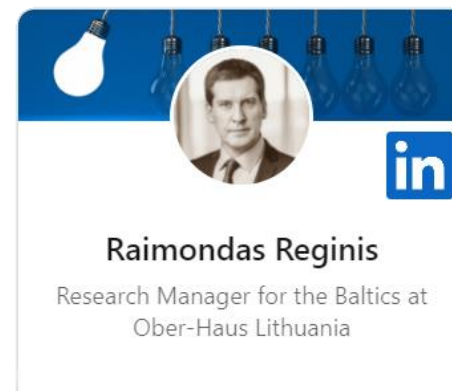 in
Raimondas Reginis
Research Manager for the Baltics at
Ober-Haus Lithuania